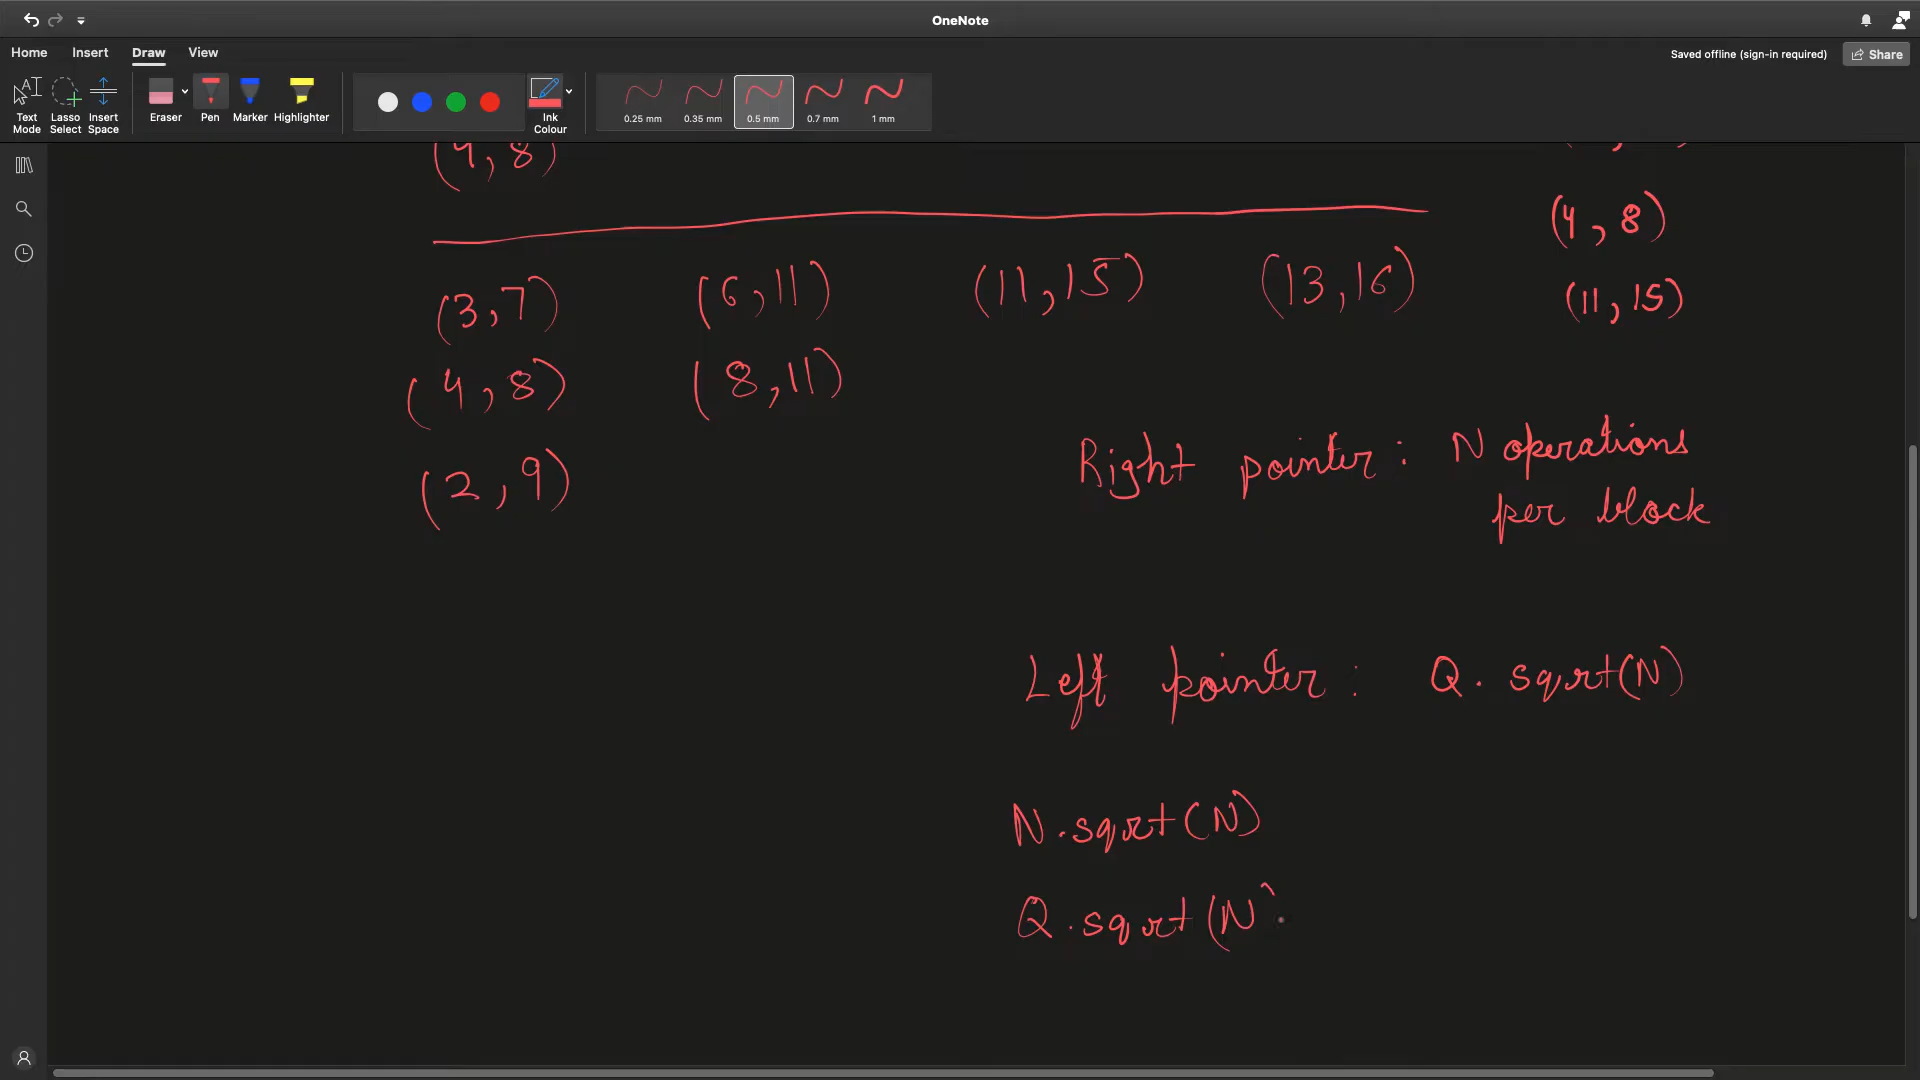 OneNote
Home Insert Draw View
Saved offline (sign-in required) Share
Text Mode
Lasso Select
Insert Space
Eraser
Pen
Marker
Highlighter
Ink Colour
0.25 mm
0.35 mm
0.5 mm
0.7 mm
1 mm
(4, 8)
(4, 8)
(3,7) (6,11) (11,15) (13,16)
(11, 15)
(4, 8) (8,11)
(2, 9)
Right pointer: N operations
per block
Left pointer: Q. sqrt(N)
N.sqrt(N)
Q.sqrt(N)